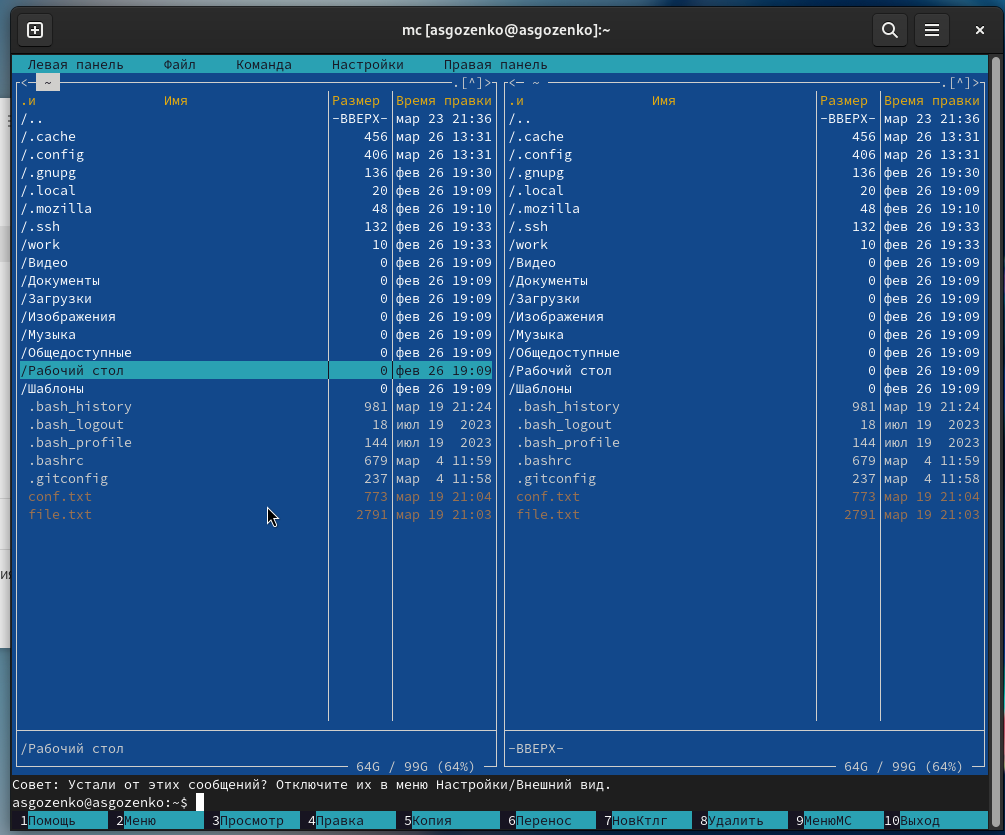 mc [asgozenko@asgozenko]:~
Левая панель Файл Команда Настройки Правая панель
<─ ~ .[^]> <─ ~ .[^]>
.и Имя Размер Время правки .и Имя Размер Время правки
/.. -ВВЕРХ- мар 23 21:36 /.. -ВВЕРХ- мар 23 21:36
/.cache 456 мар 26 13:31 /.cache 456 мар 26 13:31
/.config 406 мар 26 13:31 /.config 406 мар 26 13:31
/.gnupg 136 фев 26 19:30 /.gnupg 136 фев 26 19:30
/.local 20 фев 26 19:09 /.local 20 фев 26 19:09
/.mozilla 48 фев 26 19:10 /.mozilla 48 фев 26 19:10
/.ssh 132 фев 26 19:33 /.ssh 132 фев 26 19:33
/work 10 фев 26 19:33 /work 10 фев 26 19:33
/Видео 0 фев 26 19:09 /Видео 0 фев 26 19:09
/Документы 0 фев 26 19:09 /Документы 0 фев 26 19:09
/Загрузки 0 фев 26 19:09 /Загрузки 0 фев 26 19:09
/Изображения 0 фев 26 19:09 /Изображения 0 фев 26 19:09
/Музыка 0 фев 26 19:09 /Музыка 0 фев 26 19:09
/Общедоступные 0 фев 26 19:09 /Общедоступные 0 фев 26 19:09
/Рабочий стол 0 фев 26 19:09 /Рабочий стол 0 фев 26 19:09
/Шаблоны 0 фев 26 19:09 /Шаблоны 0 фев 26 19:09
.bash_history 981 мар 19 21:24 .bash_history 981 мар 19 21:24
.bash_logout 18 июл 19 2023 .bash_logout 18 июл 19 2023
.bash_profile 144 июл 19 2023 .bash_profile 144 июл 19 2023
.bashrc 679 мар 4 11:59 .bashrc 679 мар 4 11:59
.gitconfig 237 мар 4 11:58 .gitconfig 237 мар 4 11:58
conf.txt 773 мар 19 21:04 conf.txt 773 мар 19 21:04
file.txt 2791 мар 19 21:03 file.txt 2791 мар 19 21:03
/Рабочий стол -ВВЕРХ-
64G / 99G (64%) 64G / 99G (64%)
Совет: Устали от этих сообщений? Отключите их в меню Настройки/Внешний вид.
asgozenko@asgozenko:~$
1Помощь 2Меню 3Просмотр 4Правка 5Копия 6Перенос 7НовКтлг 8Удалить 9МенюМС 10Выход